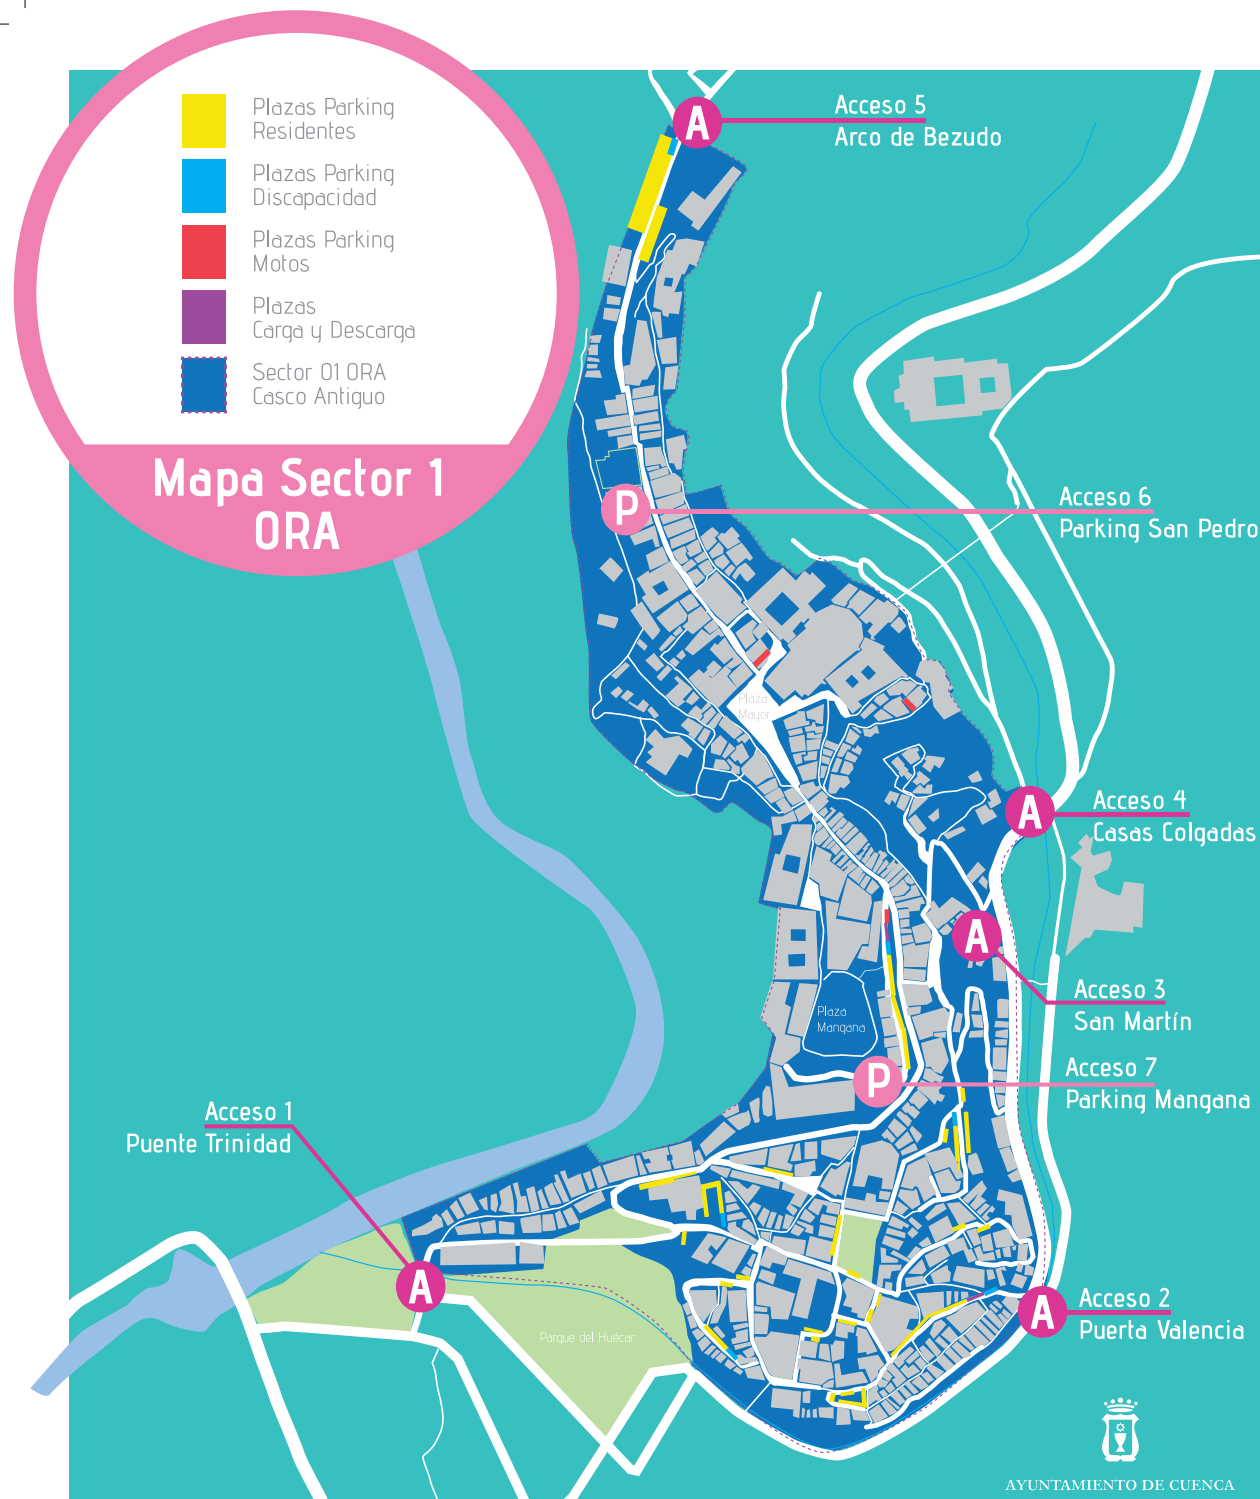 Plazas Parking
Residentes
Plazas Parking
Discapacidad
Plazas Parking
Motos
Plazas
Carga y Descarga
Sector 01 ORA
Casco Antiguo
Mapa Sector 1
ORA
A
Acceso 5
Arco de Bezudo
P
Acceso 6
Parking San Pedro
Plaza
Mayor
A
Acceso 4
Casas Colgadas
A
Acceso 3
San Martín
Plaza
Mangana
P
Acceso 7
Parking Mangana
Acceso 1
Puente Trinidad
A
A
Acceso 2
Puerta Valencia
Parque del Huécar
AYUNTAMIENTO DE CUENCA